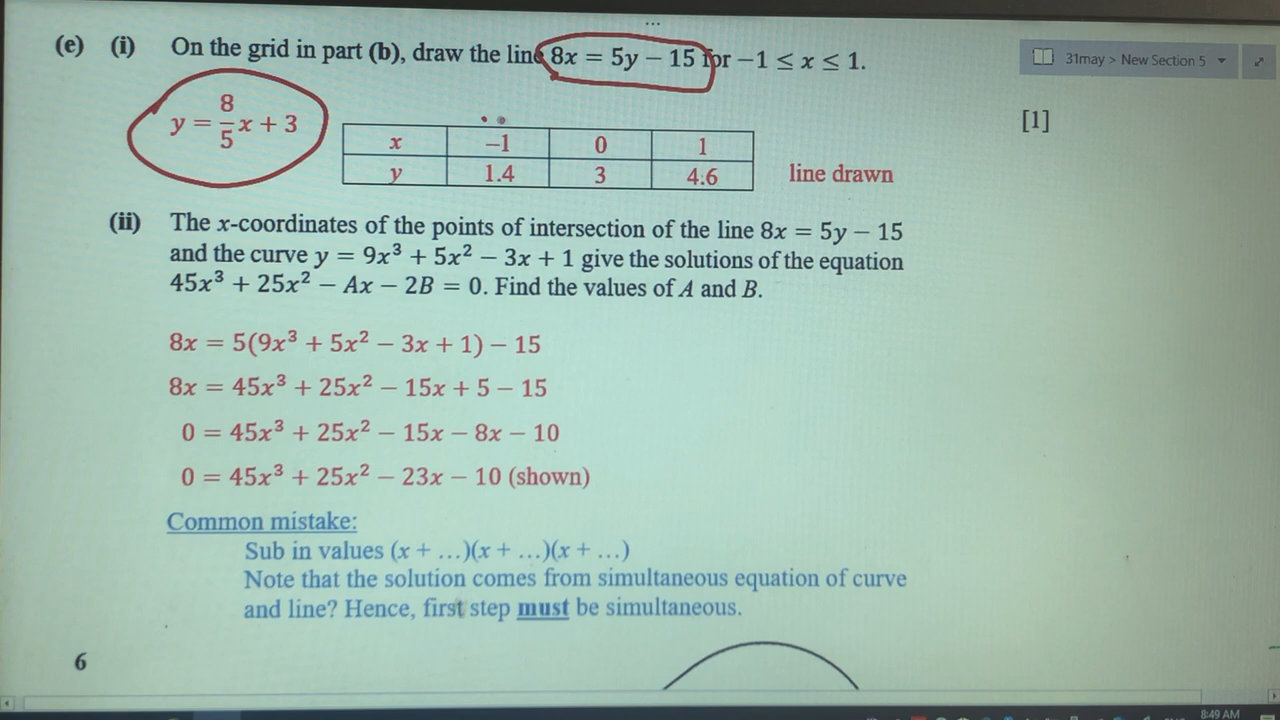 ...
(e) (i) On the grid in part (b), draw the line 8x = 5y − 15 for −1 ≤ x ≤ 1.
31may > New Section 5
[1]
y = 8/5 x + 3
x −1 0 1
y 1.4 3 4.6
line drawn
(ii) The x-coordinates of the points of intersection of the line 8x = 5y − 15
and the curve y = 9x³ + 5x² − 3x + 1 give the solutions of the equation
45x³ + 25x² − Ax − 2B = 0. Find the values of A and B.
8x = 5(9x³ + 5x² − 3x + 1) − 15
8x = 45x³ + 25x² − 15x + 5 − 15
0 = 45x³ + 25x² − 15x − 8x − 10
0 = 45x³ + 25x² − 23x − 10 (shown)
Common mistake:
Sub in values (x + …)(x + …)(x + …)
Note that the solution comes from simultaneous equation of curve
and line? Hence, first step must be simultaneous.
6
8:49 AM